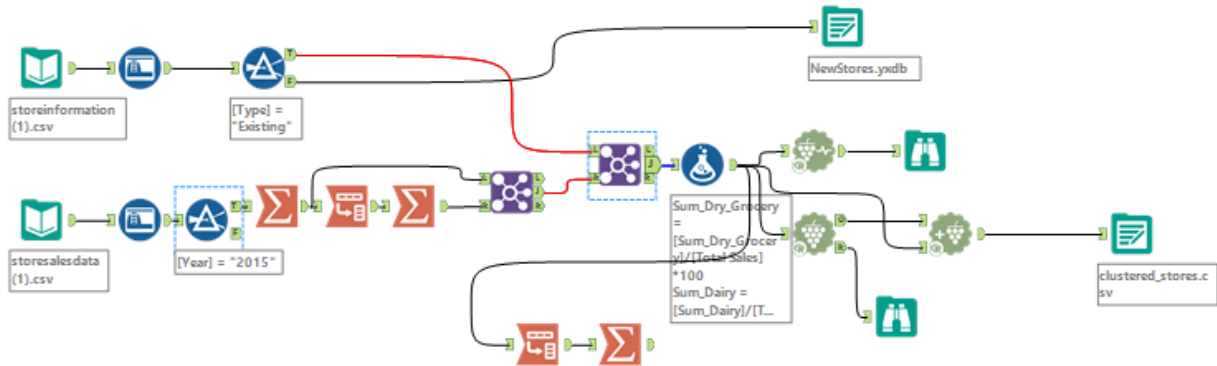 NewStores.yxdb
storeinformation
(1).csv
[Type] =
"Existing"
T
F
L
J
R
L
R
storesalesdata
(1).csv
[Year] = "2015"
T
F
L
R
L
J
R
Sum_Dry_Grocery
=
[Sum_Dry_Grocer
y]/[Total Sales]
*100
Sum_Dairy =
[Sum_Dairy]/[T...
O
R
clustered_stores.c
sv